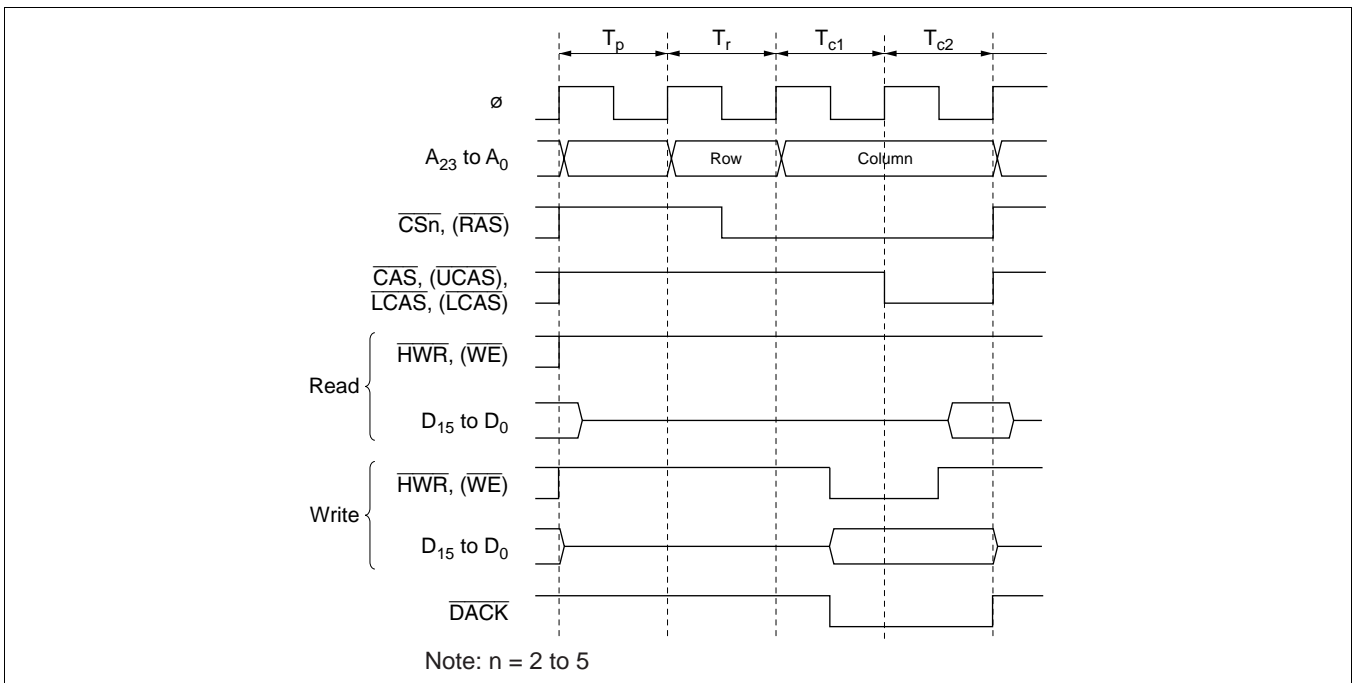 Tp Tr Tc1 Tc2
ø
A23 to A0 Row Column
CSn, (RAS)
CAS, (UCAS),
LCAS, (LCAS)
Read
HWR, (WE)
D15 to D0
Write
HWR, (WE)
D15 to D0
DACK
Note: n = 2 to 5